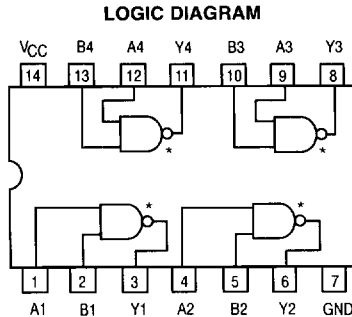 LOGIC DIAGRAM
VCC B4 A4 Y4 B3 A3 Y3
14 13 12 11 10 9 8
* *
* *
1 2 3 4 5 6 7
A1 B1 Y1 A2 B2 Y2 GND